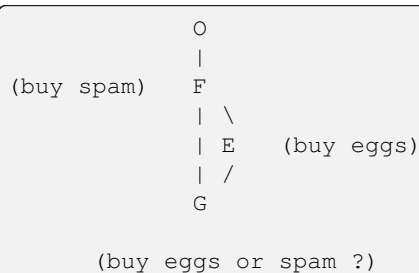 O
|
(buy spam) F
| \
| E (buy eggs)
| /
G
(buy eggs or spam ?)